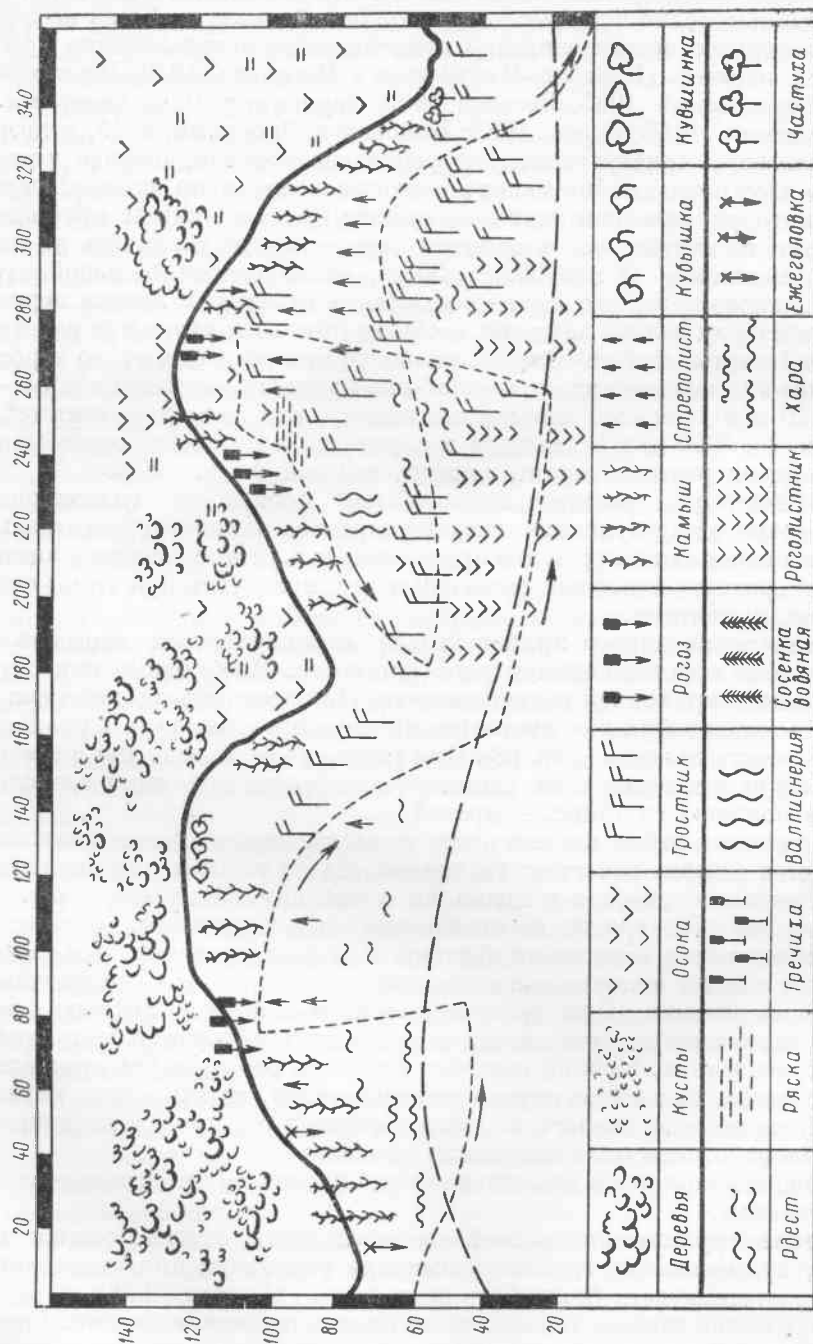 20 40 60 80 100 120 140 160 180 200 220 240 260 280 300 320 340
140
120
100
80
60
40
20
Деревья Кусты Осока Тростник Рогоз Камыш Стрелолист Кубышка Кувшинка
Рдест Ряска Гречиха Валлиснерия Косенка водяная Роголистник Хара Ежеголовка Частуха